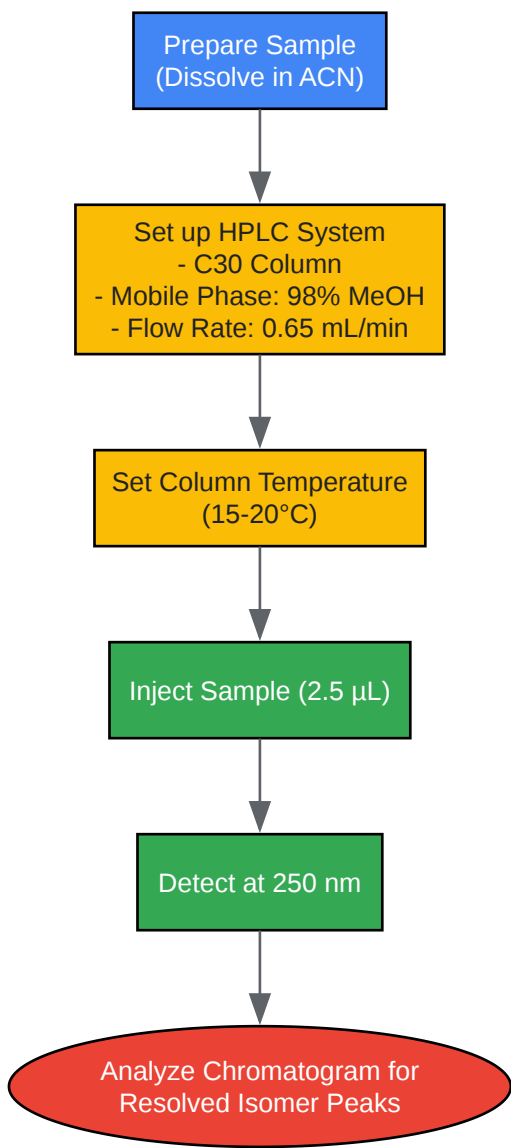 Prepare Sample
(Dissolve in ACN)
Set up HPLC System
- C30 Column
- Mobile Phase: 98% MeOH
- Flow Rate: 0.65 mL/min
Set Column Temperature
(15-20°C)
Inject Sample (2.5 µL)
Detect at 250 nm
Analyze Chromatogram for
Resolved Isomer Peaks